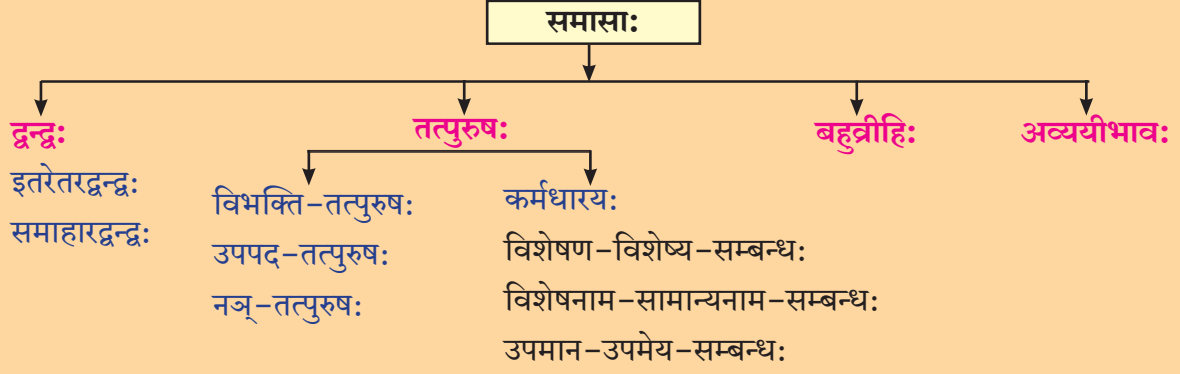 समासाः
द्वन्द्वः
तत्पुरुषः
बहुव्रीहिः
अव्ययीभावः
इतरेतरद्वन्द्वः
समाहारद्वन्द्वः
विभक्ति-तत्पुरुषः
उपपद-तत्पुरुषः
नञ्-तत्पुरुषः
कर्मधारयः
विशेषण-विशेष्य-सम्बन्धः
विशेषनाम-सामान्यनाम-सम्बन्धः
उपमान-उपमेय-सम्बन्धः